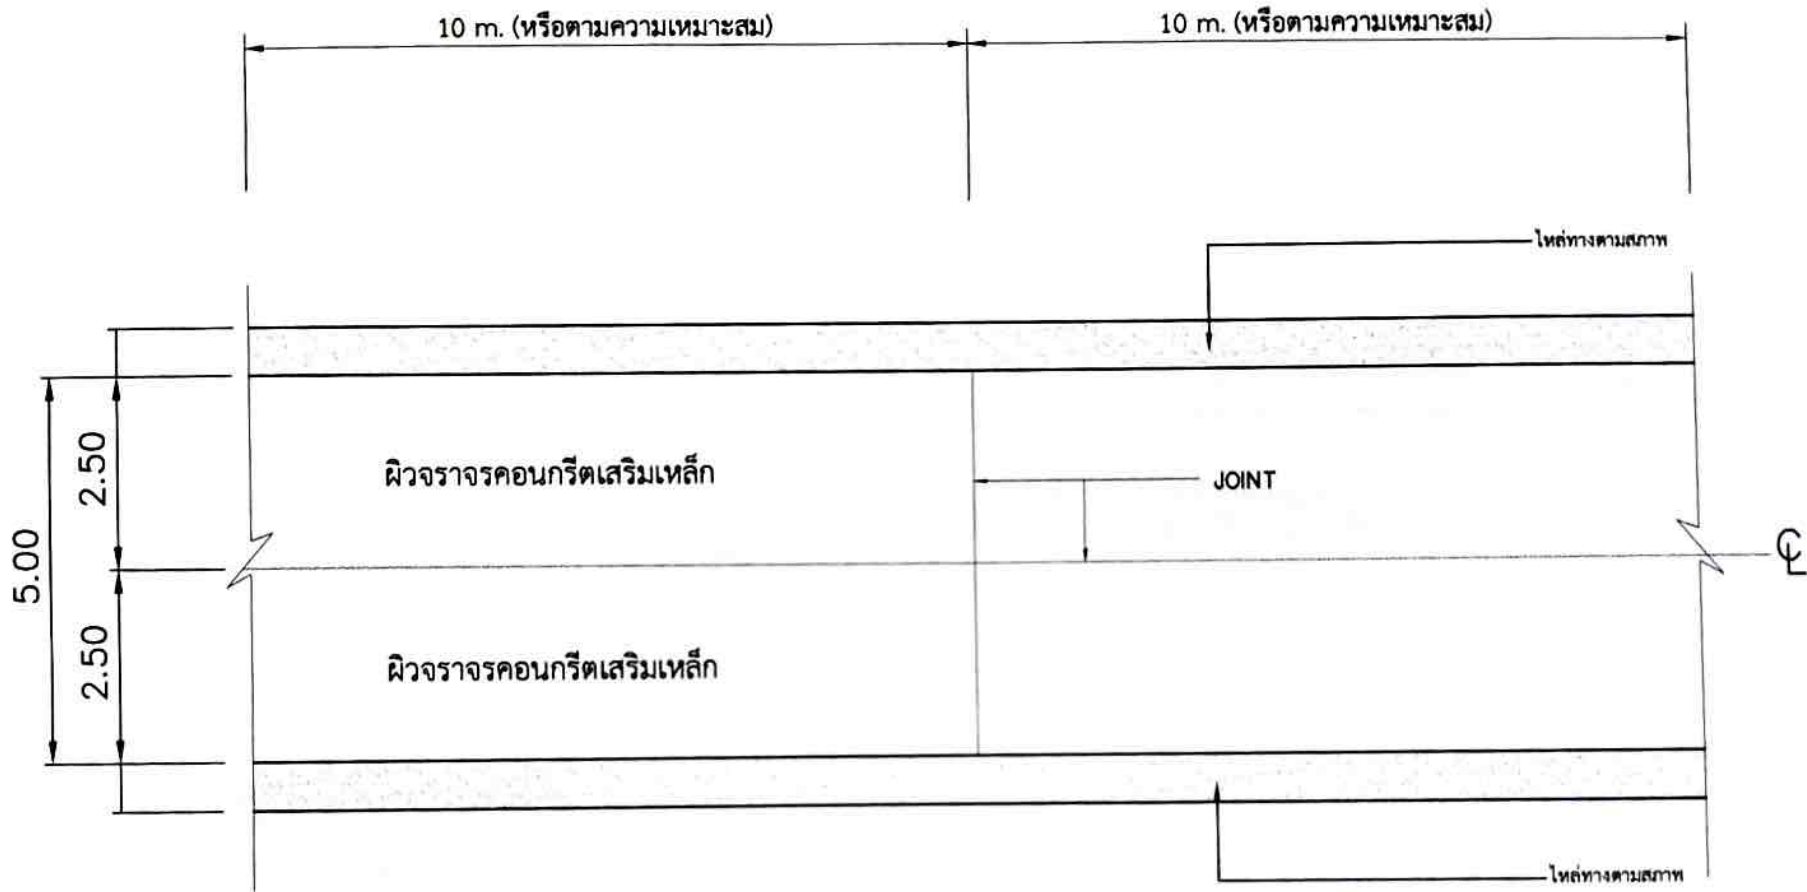 10 m. (หรือตามความเหมาะสม)
10 m. (หรือตามความเหมาะสม)
ไหล่ทางตามสภาพ
2.50
ผิวจราจรคอนกรีตเสริมเหล็ก
JOINT
5.00
CL
2.50
ผิวจราจรคอนกรีตเสริมเหล็ก
ไหล่ทางตามสภาพ